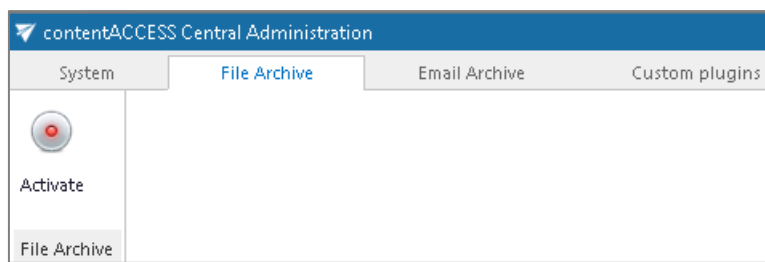 contentACCESS Central Administration
System File Archive Email Archive Custom plugins
Activate
File Archive